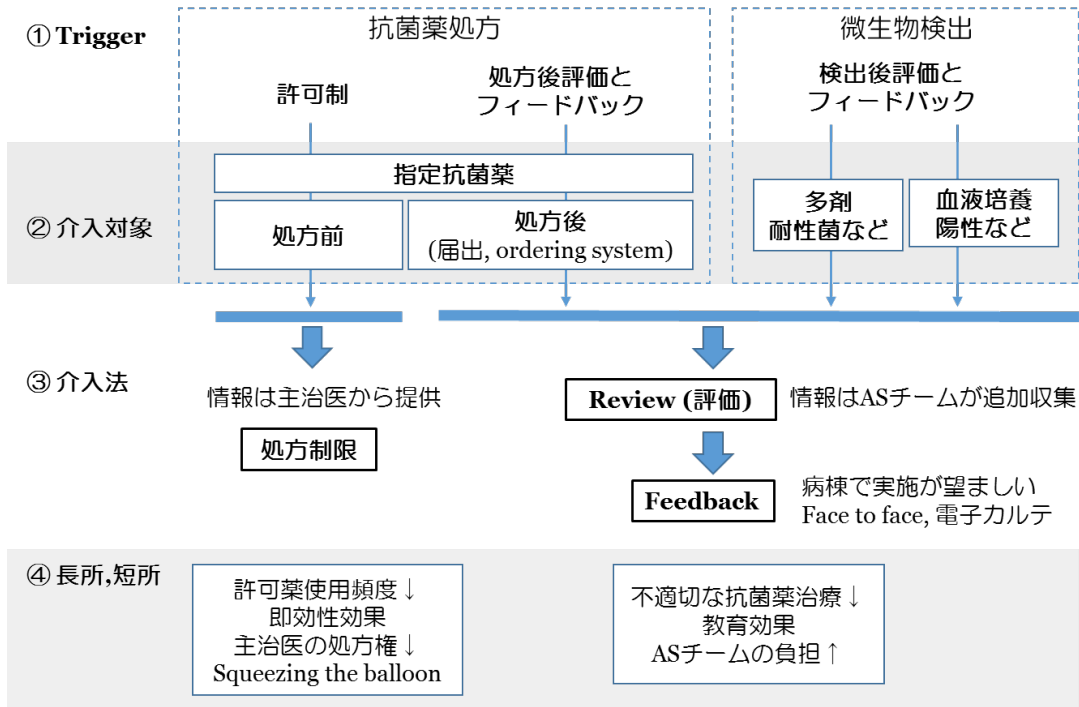 ① Trigger
抗菌薬処方
微生物検出
許可制
処方後評価と
フィードバック
検出後評価と
フィードバック
② 介入対象
指定抗菌薬
処方前
処方後
(届出, ordering system)
多剤
耐性菌など
血液培養
陽性など
③ 介入法
情報は主治医から提供
処方制限
Review (評価)
情報はASチームが追加収集
Feedback
病棟で実施が望ましい
Face to face, 電子カルテ
④ 長所,短所
許可薬使用頻度↓
即効性効果
主治医の処方権↓
Squeezing the balloon
不適切な抗菌薬治療↓
教育効果
ASチームの負担↑